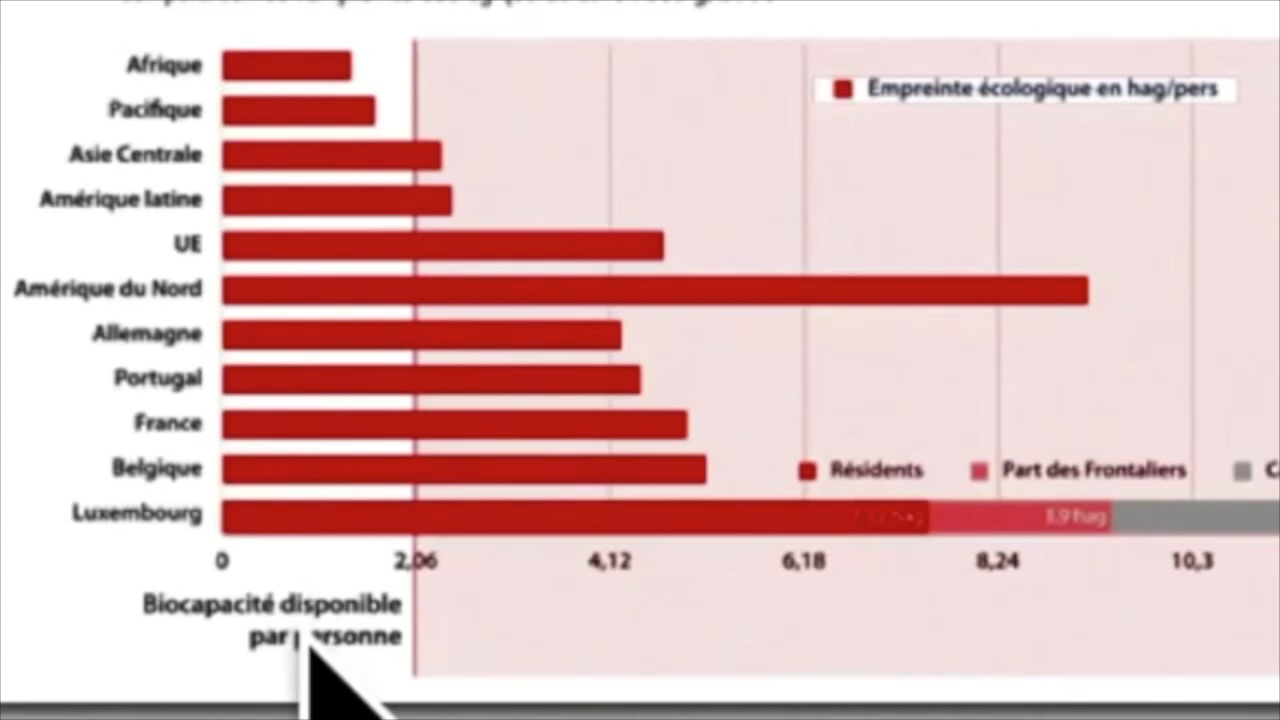 Afrique
Empreinte écologique en hag/pers
Pacifique
Asie Centrale
Amérique latine
UE
Amérique du Nord
Allemagne
Portugal
France
Belgique
Résidents
Part des Frontaliers
Luxembourg
1.9 hag
0
2,06
4,12
6,18
8,24
10,3
Biocapacité disponible
par personne